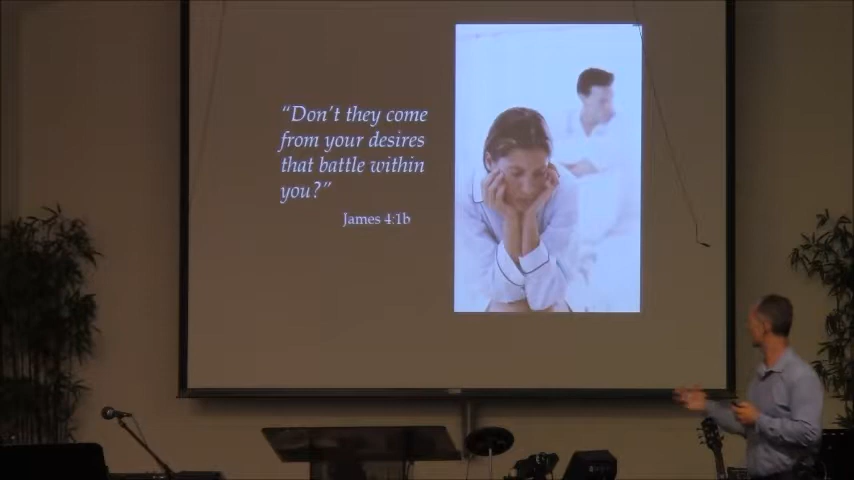 “Don’t they come
from your desires
that battle within
you?”
James 4:1b